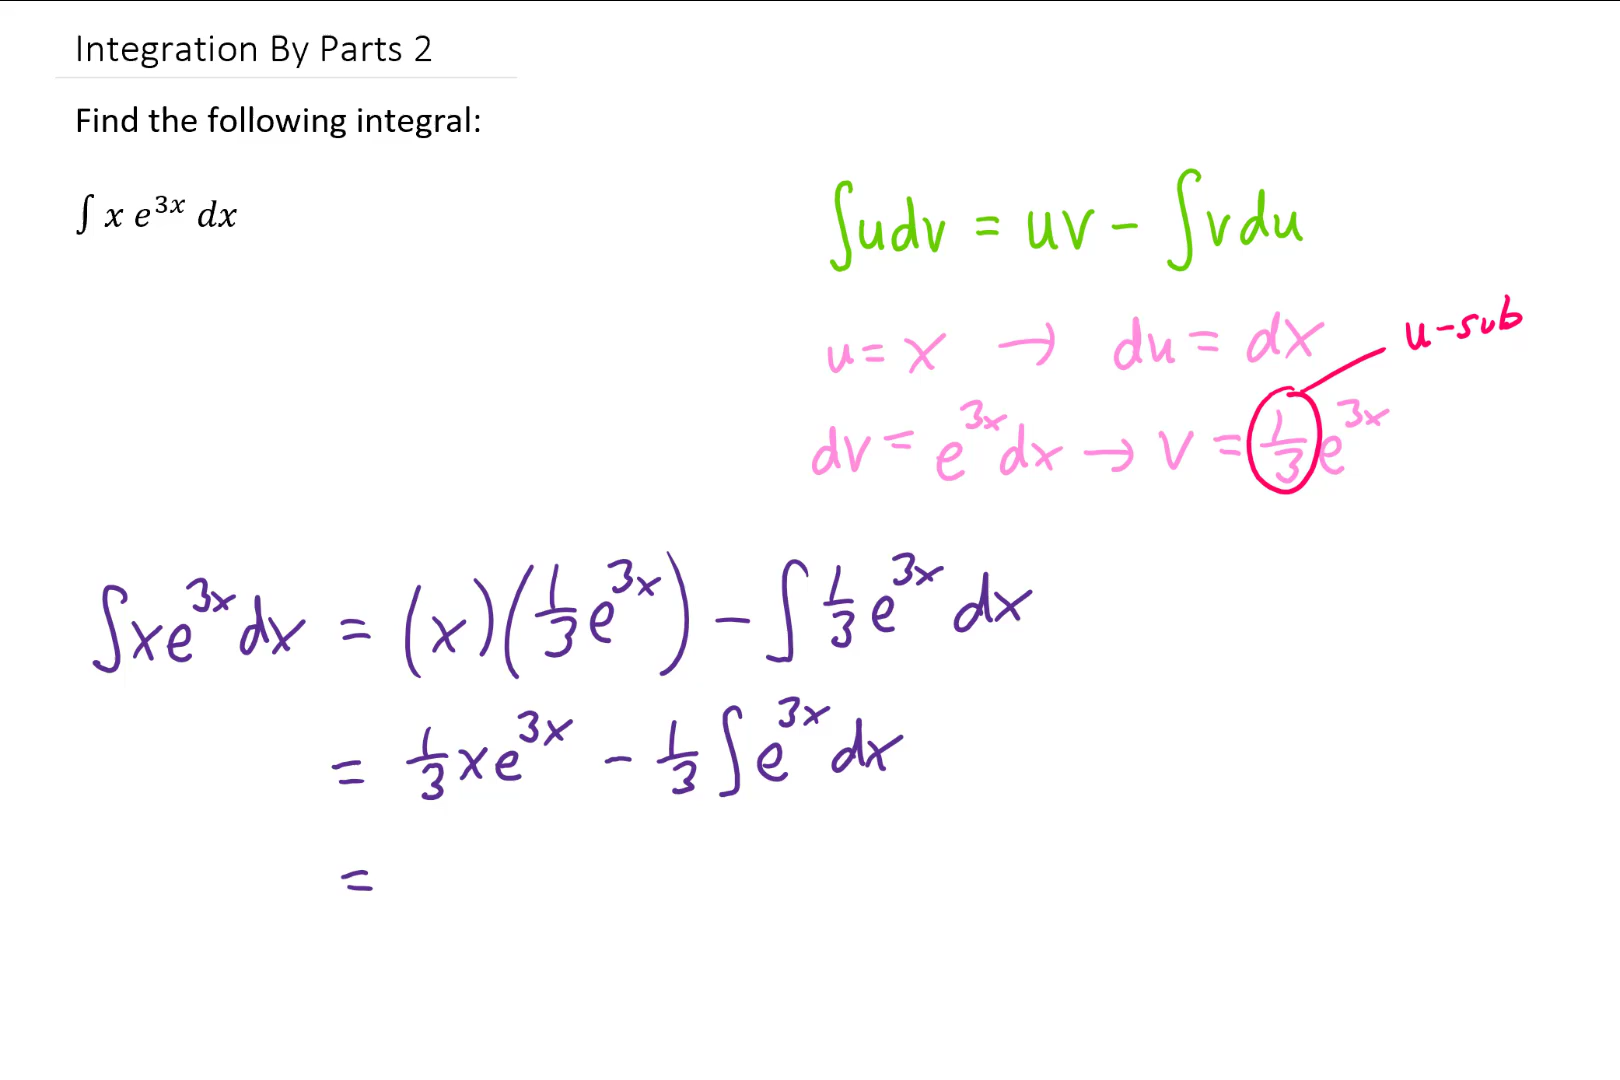 Integration By Parts 2
Find the following integral:
∫ x e^{3x} dx
∫udv = uv - ∫vdu
u = x → du = dx
u-sub
dv = e^{3x}dx → v = 1/3 e^{3x}
∫xe^{3x}dx = (x)(1/3 e^{3x}) - ∫ 1/3 e^{3x} dx
= 1/3 xe^{3x} - 1/3 ∫e^{3x} dx
=